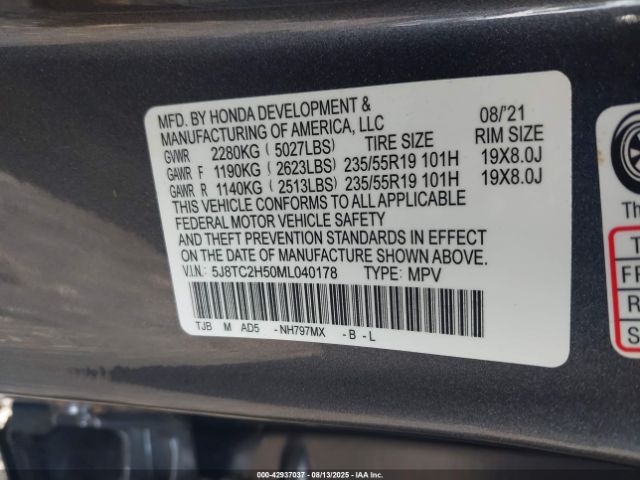 MFD. BY HONDA DEVELOPMENT & 08/'21
MANUFACTURING OF AMERICA, LLC
GVWR 2280KG ( 5027LBS) TIRE SIZE RIM SIZE
GAWR F 1190KG ( 2623LBS) 235/55R19 101H 19X8.0J
GAWR R 1140KG ( 2513LBS) 235/55R19 101H 19X8.0J
THIS VEHICLE CONFORMS TO ALL APPLICABLE
FEDERAL MOTOR VEHICLE SAFETY
AND THEFT PREVENTION STANDARDS IN EFFECT
ON THE DATE OF MANUFACTURE SHOWN ABOVE.
V.I.N.: 5J8TC2H50ML040178 TYPE: MPV
TJB M AD5 - NH797MX - B - L
Th
T
FR
R
S
000-42937037 - 08/13/2025 - IAA Inc.